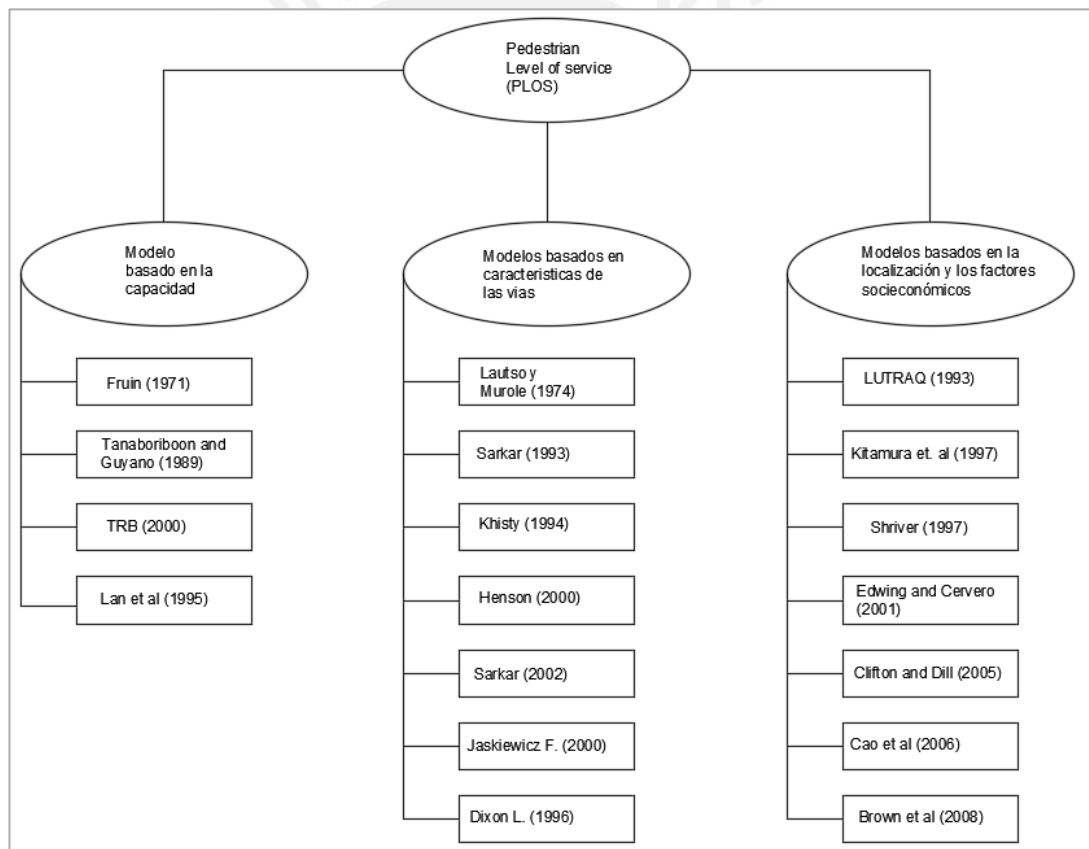 Pedestrian
Level of service
(PLOS)
Modelo
basado en la
capacidad
Fruin (1971)
Tanaboriboon and
Guyano (1989)
TRB (2000)
Lan et al (1995)
Modelos basados en
caracteristicas de
las vias
Lautso y
Murole (1974)
Sarkar (1993)
Khisty (1994)
Henson (2000)
Sarkar (2002)
Jaskiewicz F. (2000)
Dixon L. (1996)
Modelos basados en la
localización y los factores
socieconómicos
LUTRAQ (1993)
Kitamura et. al (1997)
Shriver (1997)
Edwing and Cervero
(2001)
Clifton and Dill (2005)
Cao et al (2006)
Brown et al (2008)